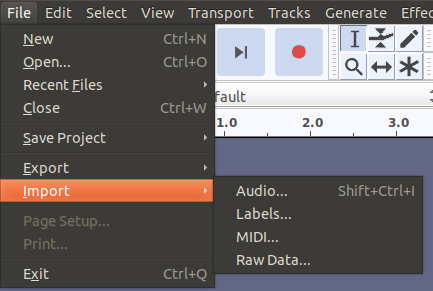 File Edit Select View Transport Tracks Generate Effe
New Ctrl+N
Open... Ctrl+O
Recent Files
Close Ctrl+W
Save Project
Export
Import
Page Setup...
Print...
Exit Ctrl+Q
Audio... Shift+Ctrl+I
Labels...
MIDI...
Raw Data...
fault
1.0 2.0 3.0